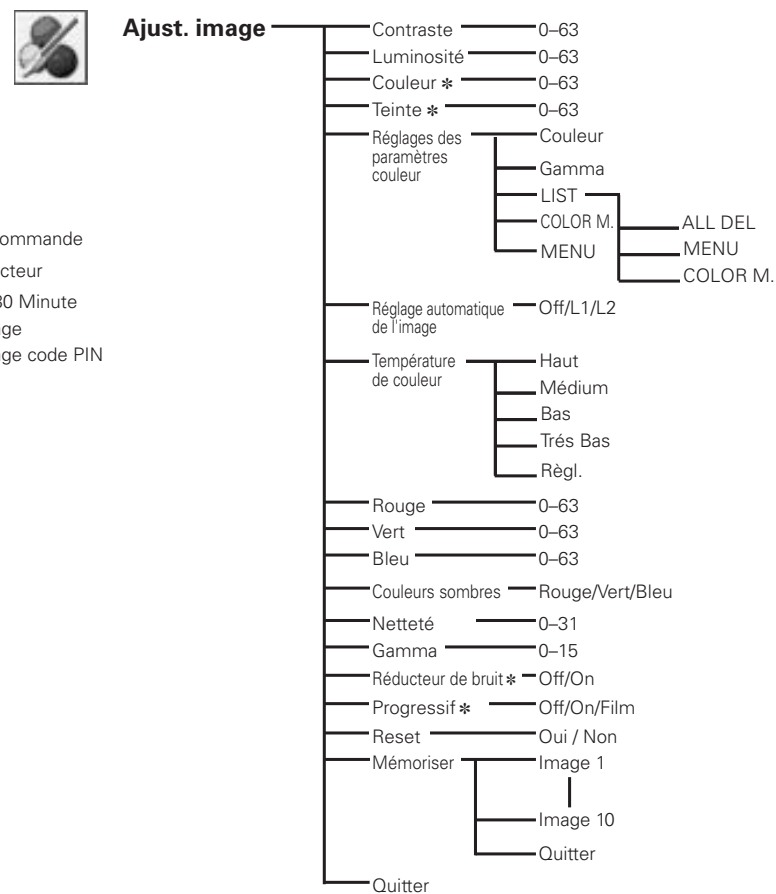 Ajust. image
Contraste 0–63
Luminosité 0–63
Couleur * 0–63
Teinte * 0–63
Réglages des
paramètres
couleur
Couleur
Gamma
LIST
COLOR M.
MENU
ALL DEL
MENU
COLOR M.
ommande
cteur
30 Minute
ge
ge code PIN
Réglage automatique
de l'image
Off/L1/L2
Température
de couleur
Haut
Médium
Bas
Trés Bas
Règl.
Rouge 0–63
Vert 0–63
Bleu 0–63
Couleurs sombres Rouge/Vert/Bleu
Netteté 0–31
Gamma 0–15
Réducteur de bruit * Off/On
Progressif * Off/On/Film
Reset Oui / Non
Mémoriser
Image 1
Image 10
Quitter
Quitter